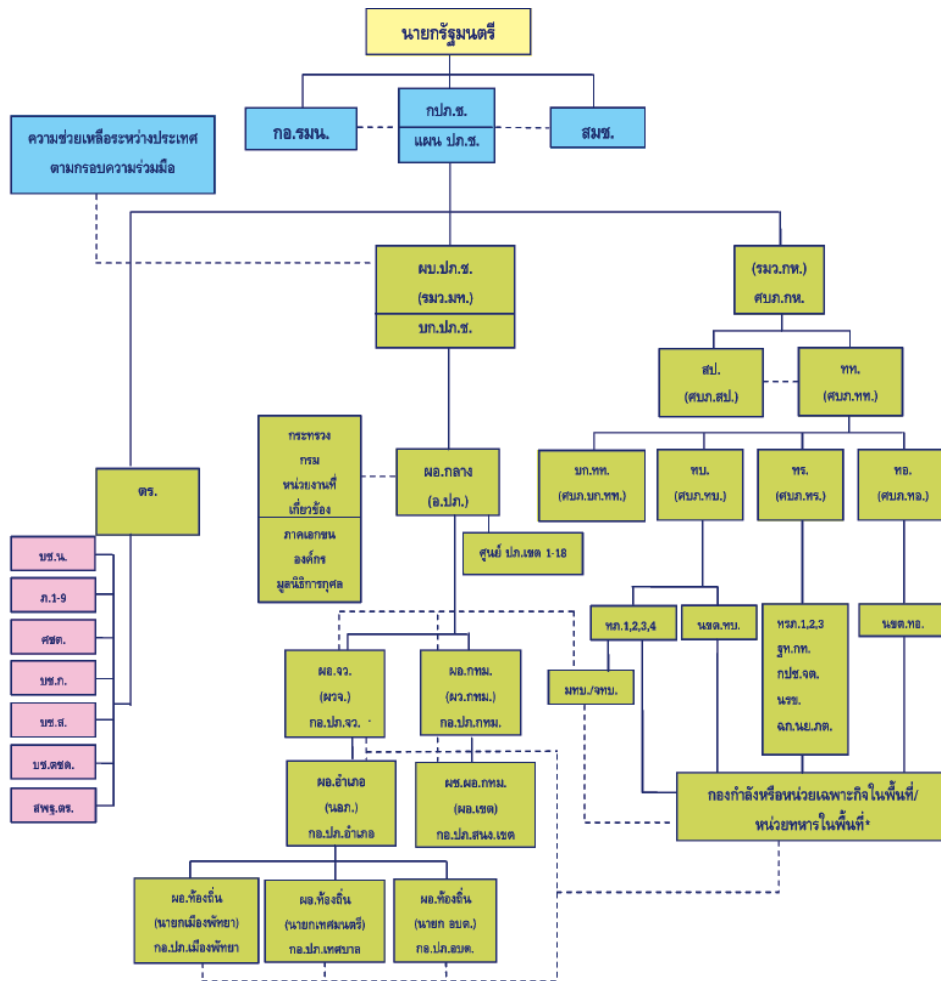 นายกรัฐมนตรี
กอ.รมน.
กปภ.ช.
แผน ปภ.ช.
สมช.
ความช่วยเหลือระหว่างประเทศ
ตามกรอบความร่วมมือ
ผบ.ปภ.ช.
(รมว.มท.)
บก.ปภ.ช.
(รมว.กห.)
ศบภ.กห.
สป.
(ศบภ.สป.)
ทท.
(ศบภ.ทท.)
กระทรวง
กรม
หน่วยงานที่
เกี่ยวข้อง
ภาคเอกชน
องค์กร
มูลนิธิการกุศล
ผอ.กลาง
(อ.ปภ.)
ศูนย์ ปภ.เขต 1-18
บก.ทท.
(ศบภ.บก.ทท.)
ทบ.
(ศบภ.ทบ.)
ทร.
(ศบภ.ทร.)
ทอ.
(ศบภ.ทอ.)
ตร.
บช.น.
ภ.1-9
ศชต.
บช.ก.
บช.ส.
บช.ตชด.
สพฐ.ตร.
ทภ.1,2,3,4
นขต.ทบ.
ทรภ.1,2,3
ฐท.กท.
กปช.จต.
นรข.
ฉก.นย.ภต.
นขต.ทอ.
ผอ.จว.
(ผวจ.)
กอ.ปภ.จว.
ผอ.กทม.
(ผว.กทม.)
กอ.ปภ.กทม.
มทบ./จทบ.
ผอ.อำเภอ
(นอภ.)
กอ.ปภ.อำเภอ
ผช.ผอ.กทม.
(ผอ.เขต)
กอ.ปภ.สนง.เขต
กองกำลังหรือหน่วยเฉพาะกิจในพื้นที่/
หน่วยทหารในพื้นที่*
ผอ.ท้องถิ่น
(นายกเมืองพัทยา)
กอ.ปภ.เมืองพัทยา
ผอ.ท้องถิ่น
(นายกเทศมนตรี)
กอ.ปภ.เทศบาล
ผอ.ท้องถิ่น
(นายก อบต.)
กอ.ปภ.อบต.